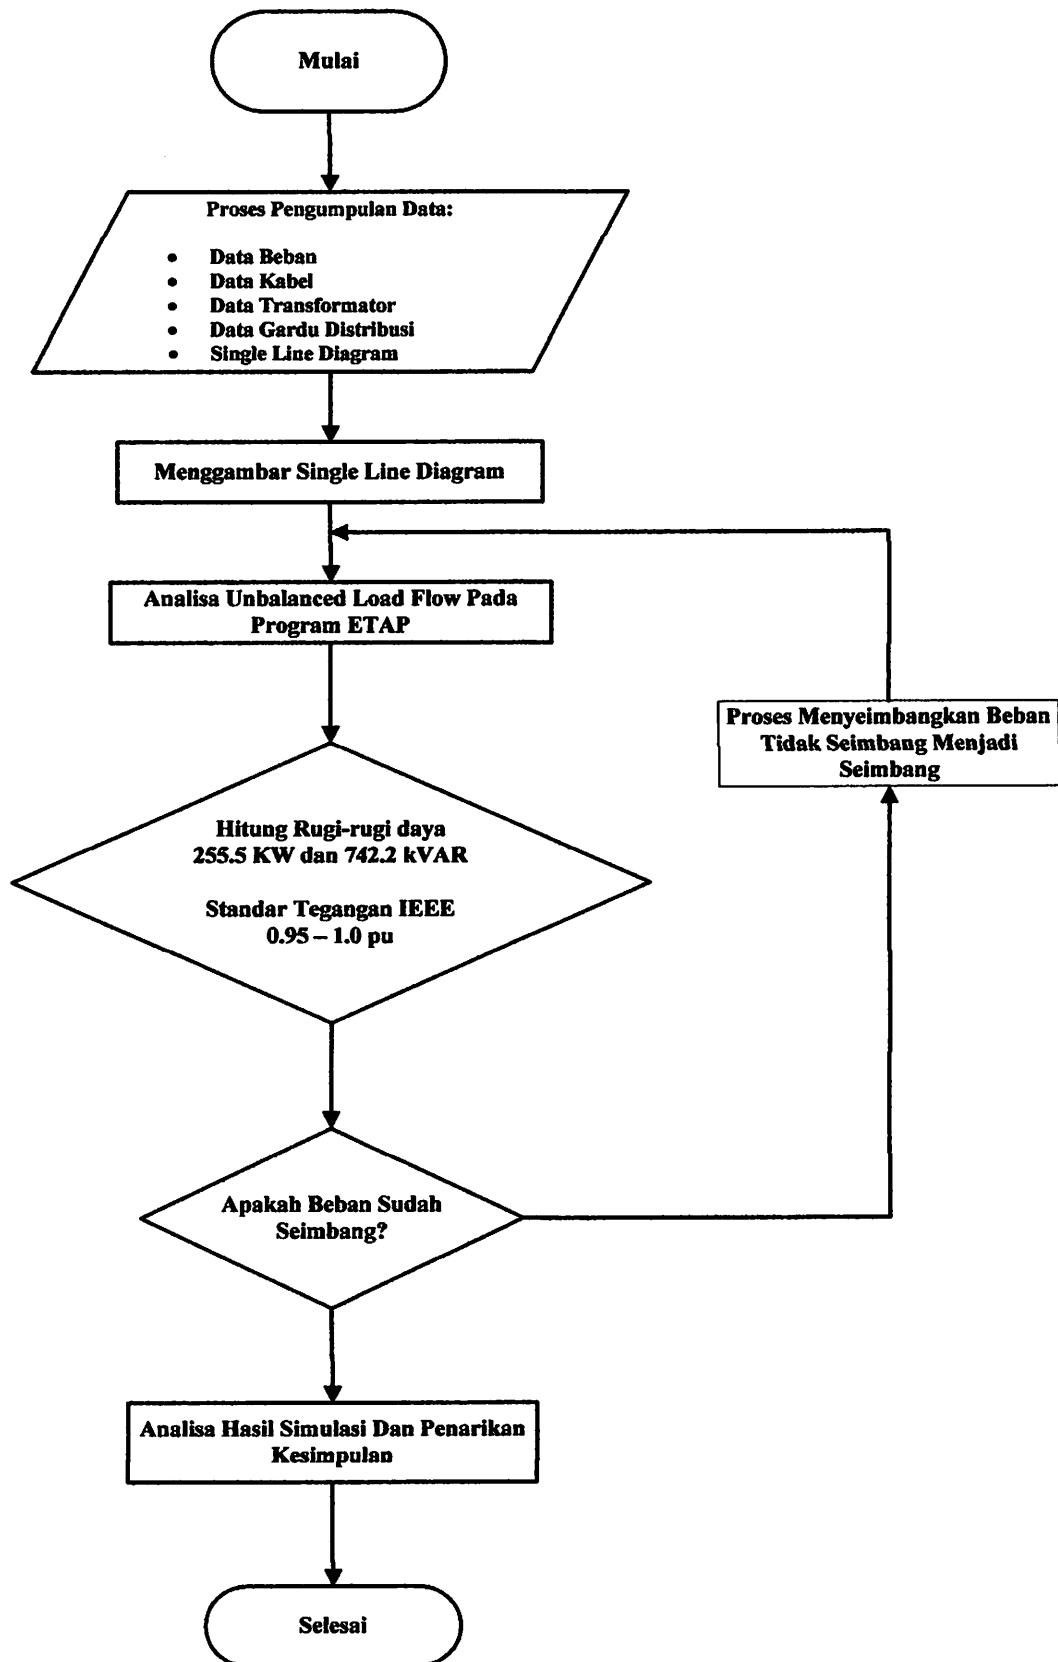 Mulai
Proses Pengumpulan Data:
• Data Beban
• Data Kabel
• Data Transformator
• Data Gardu Distribusi
• Single Line Diagram
Menggambar Single Line Diagram
Analisa Unbalanced Load Flow Pada
Program ETAP
Proses Menyeimbangkan Beban
Tidak Seimbang Menjadi
Seimbang
Hitung Rugi-rugi daya
255.5 KW dan 742.2 kVAR
Standar Tegangan IEEE
0.95 – 1.0 pu
Apakah Beban Sudah
Seimbang?
Analisa Hasil Simulasi Dan Penarikan
Kesimpulan
Selesai